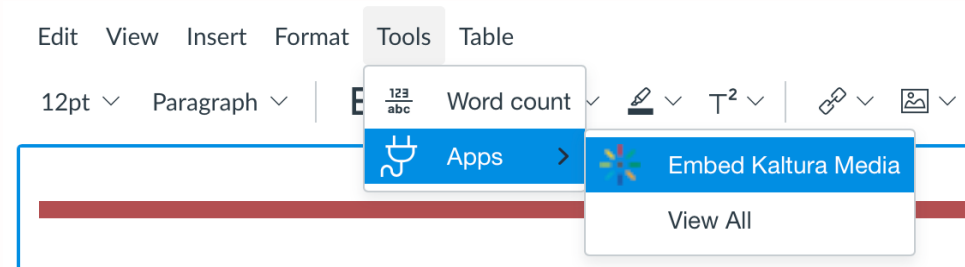 Edit View Insert Format Tools Table
12pt Paragraph T²
123
abc Word count
Apps
Embed Kaltura Media
View All